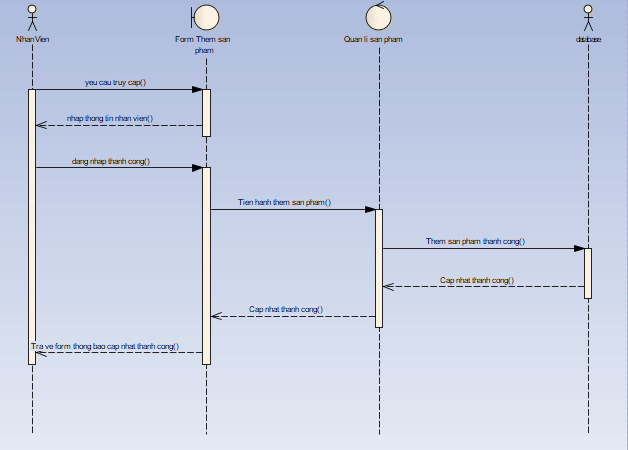 NhanVien
Form Them san
pham
Quan li san pham
database
yeu cau truy cap()
nhap thong tin nhan vien()
dang nhap thanh cong()
Tien hanh them san pham()
Them san pham thanh cong()
Cap nhat thanh cong()
Cap nhat thanh cong()
Tra ve form thong bao cap nhat thanh cong()